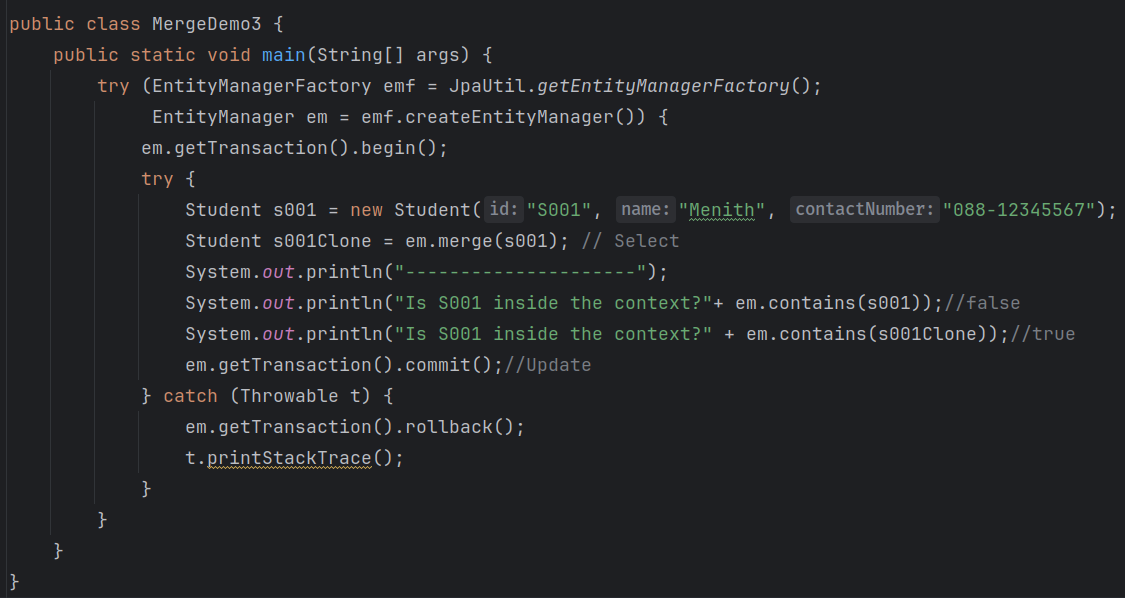 public class MergeDemo3 {
    public static void main(String[] args) {
        try (EntityManagerFactory emf = JpaUtil.getEntityManagerFactory();
             EntityManager em = emf.createEntityManager()) {
            em.getTransaction().begin();
            try {
                Student s001 = new Student( id: "S001", name: "Menith", contactNumber: "088-12345567");
                Student s001Clone = em.merge(s001); // Select
                System.out.println("---------------------");
                System.out.println("Is S001 inside the context?"+ em.contains(s001));//false
                System.out.println("Is S001 inside the context?" + em.contains(s001Clone));//true
                em.getTransaction().commit();//Update
            } catch (Throwable t) {
                em.getTransaction().rollback();
                t.printStackTrace();
            }
        }
    }
}